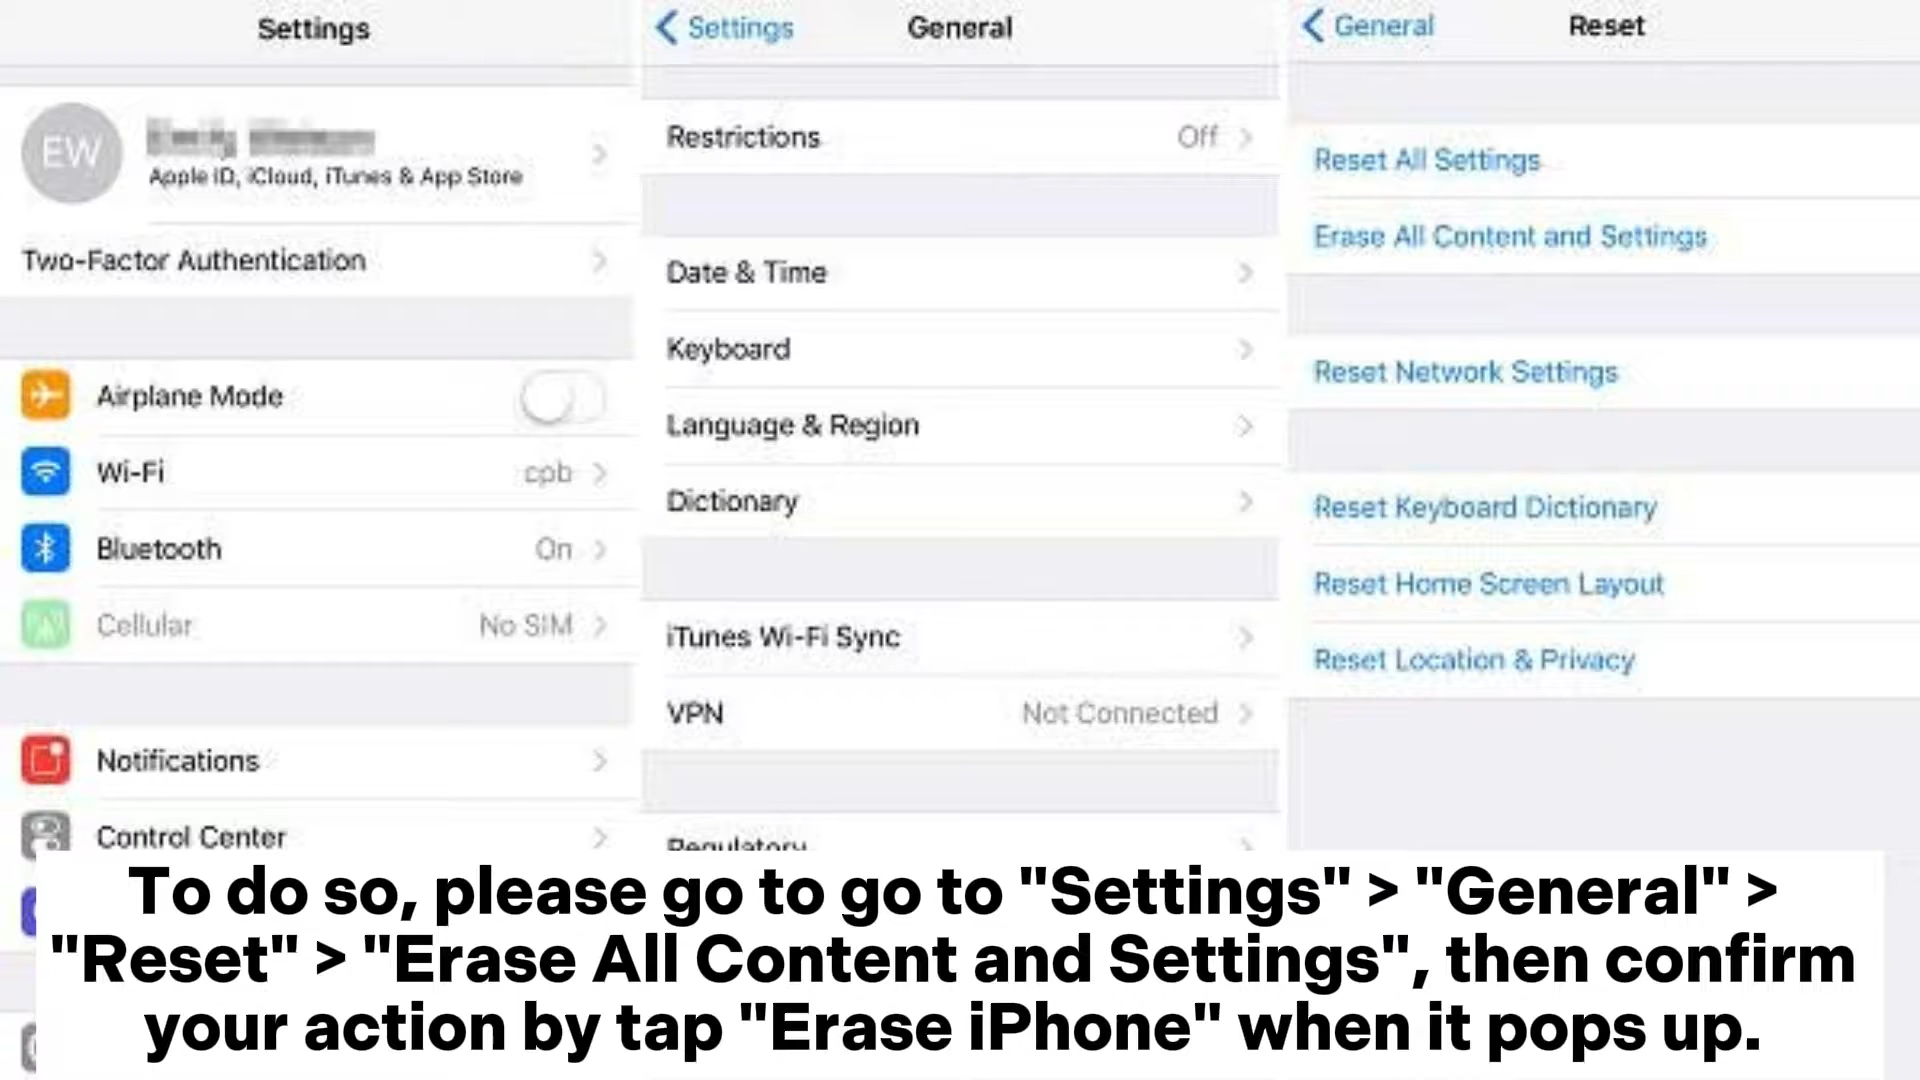 Settings
EW
Apple ID, iCloud, iTunes & App Store
Two-Factor Authentication
Airplane Mode
Wi-Fi cpb
Bluetooth On
Cellular No SIM
Notifications
Control Center
Settings General
Restrictions Off
Date & Time
Keyboard
Language & Region
Dictionary
iTunes Wi-Fi Sync
VPN Not Connected
Regulatory
General Reset
Reset All Settings
Erase All Content and Settings
Reset Network Settings
Reset Keyboard Dictionary
Reset Home Screen Layout
Reset Location & Privacy
To do so, please go to go to "Settings" > "General" >
"Reset" > "Erase All Content and Settings", then confirm
your action by tap "Erase iPhone" when it pops up.